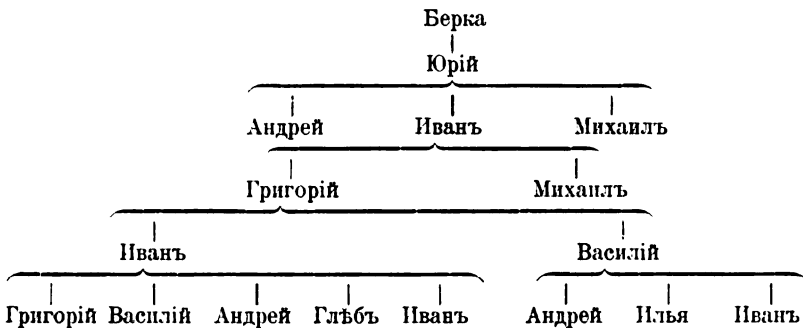 Берка
Юрій
Андрей Иванъ Михаилъ
Григорій Михаилъ
Иванъ Василій
Григорій Василій Андрей Глѣбъ Иванъ Андрей Илья Иванъ